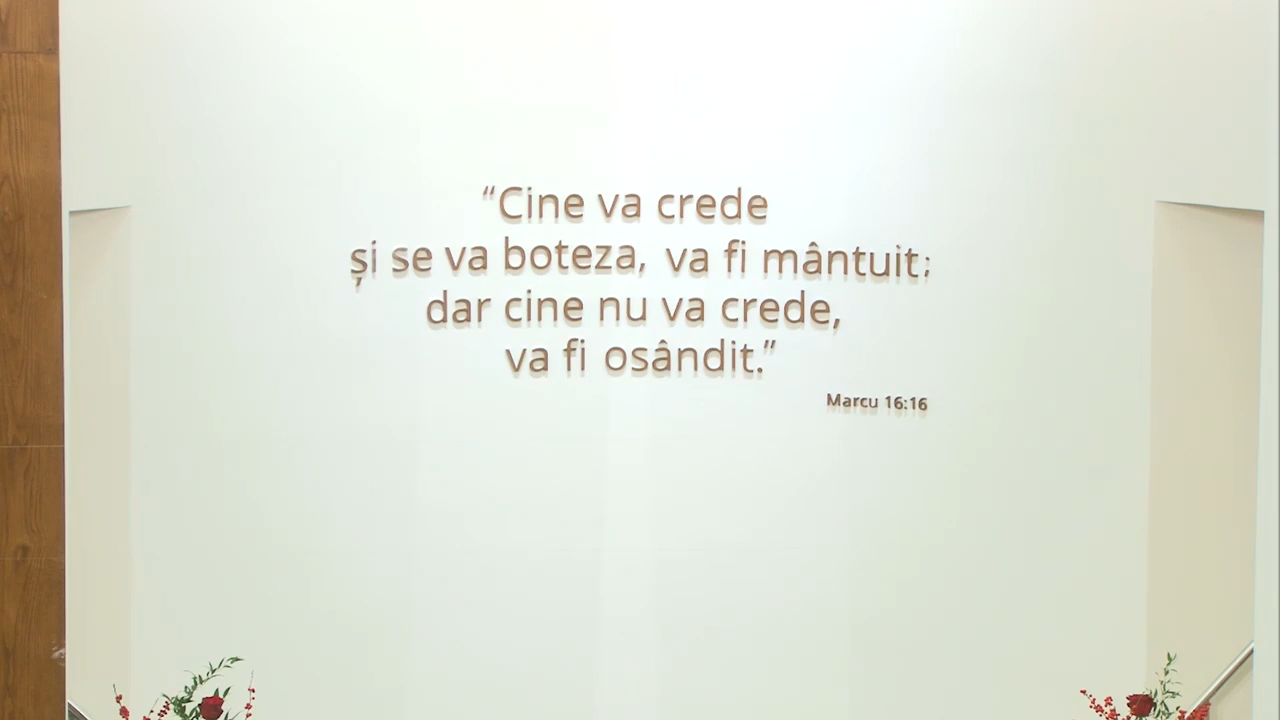 “Cine va crede
și se va boteza, va fi mântuit;
dar cine nu va crede,
va fi osândit.”
Marcu 16:16